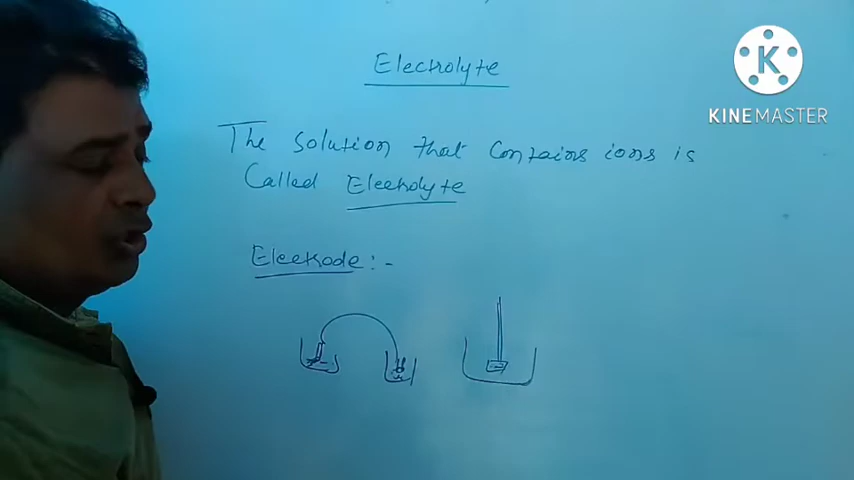 Electrolyte
The Solution that Contains ions is
Called Electrolyte
Electrode:-
K
KINEMASTER